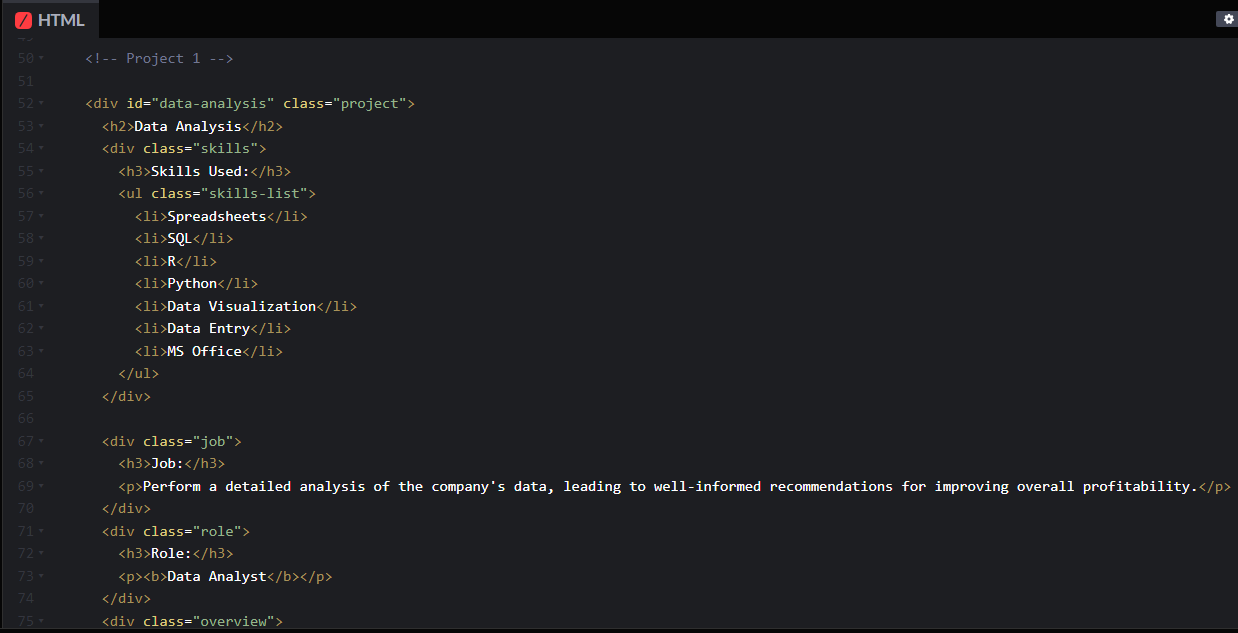 HTML
50 <!-- Project 1 -->
51
52 <div id="data-analysis" class="project">
53 <h2>Data Analysis</h2>
54 <div class="skills">
55 <h3>Skills Used:</h3>
56 <ul class="skills-list">
57 <li>Spreadsheets</li>
58 <li>SQL</li>
59 <li>R</li>
60 <li>Python</li>
61 <li>Data Visualization</li>
62 <li>Data Entry</li>
63 <li>MS Office</li>
64 </ul>
65 </div>
66
67 <div class="job">
68 <h3>Job:</h3>
69 <p>Perform a detailed analysis of the company's data, leading to well-informed recommendations for improving overall profitability.</p>
70 </div>
71 <div class="role">
72 <h3>Role:</h3>
73 <p><b>Data Analyst</b></p>
74 </div>
75 <div class="overview">